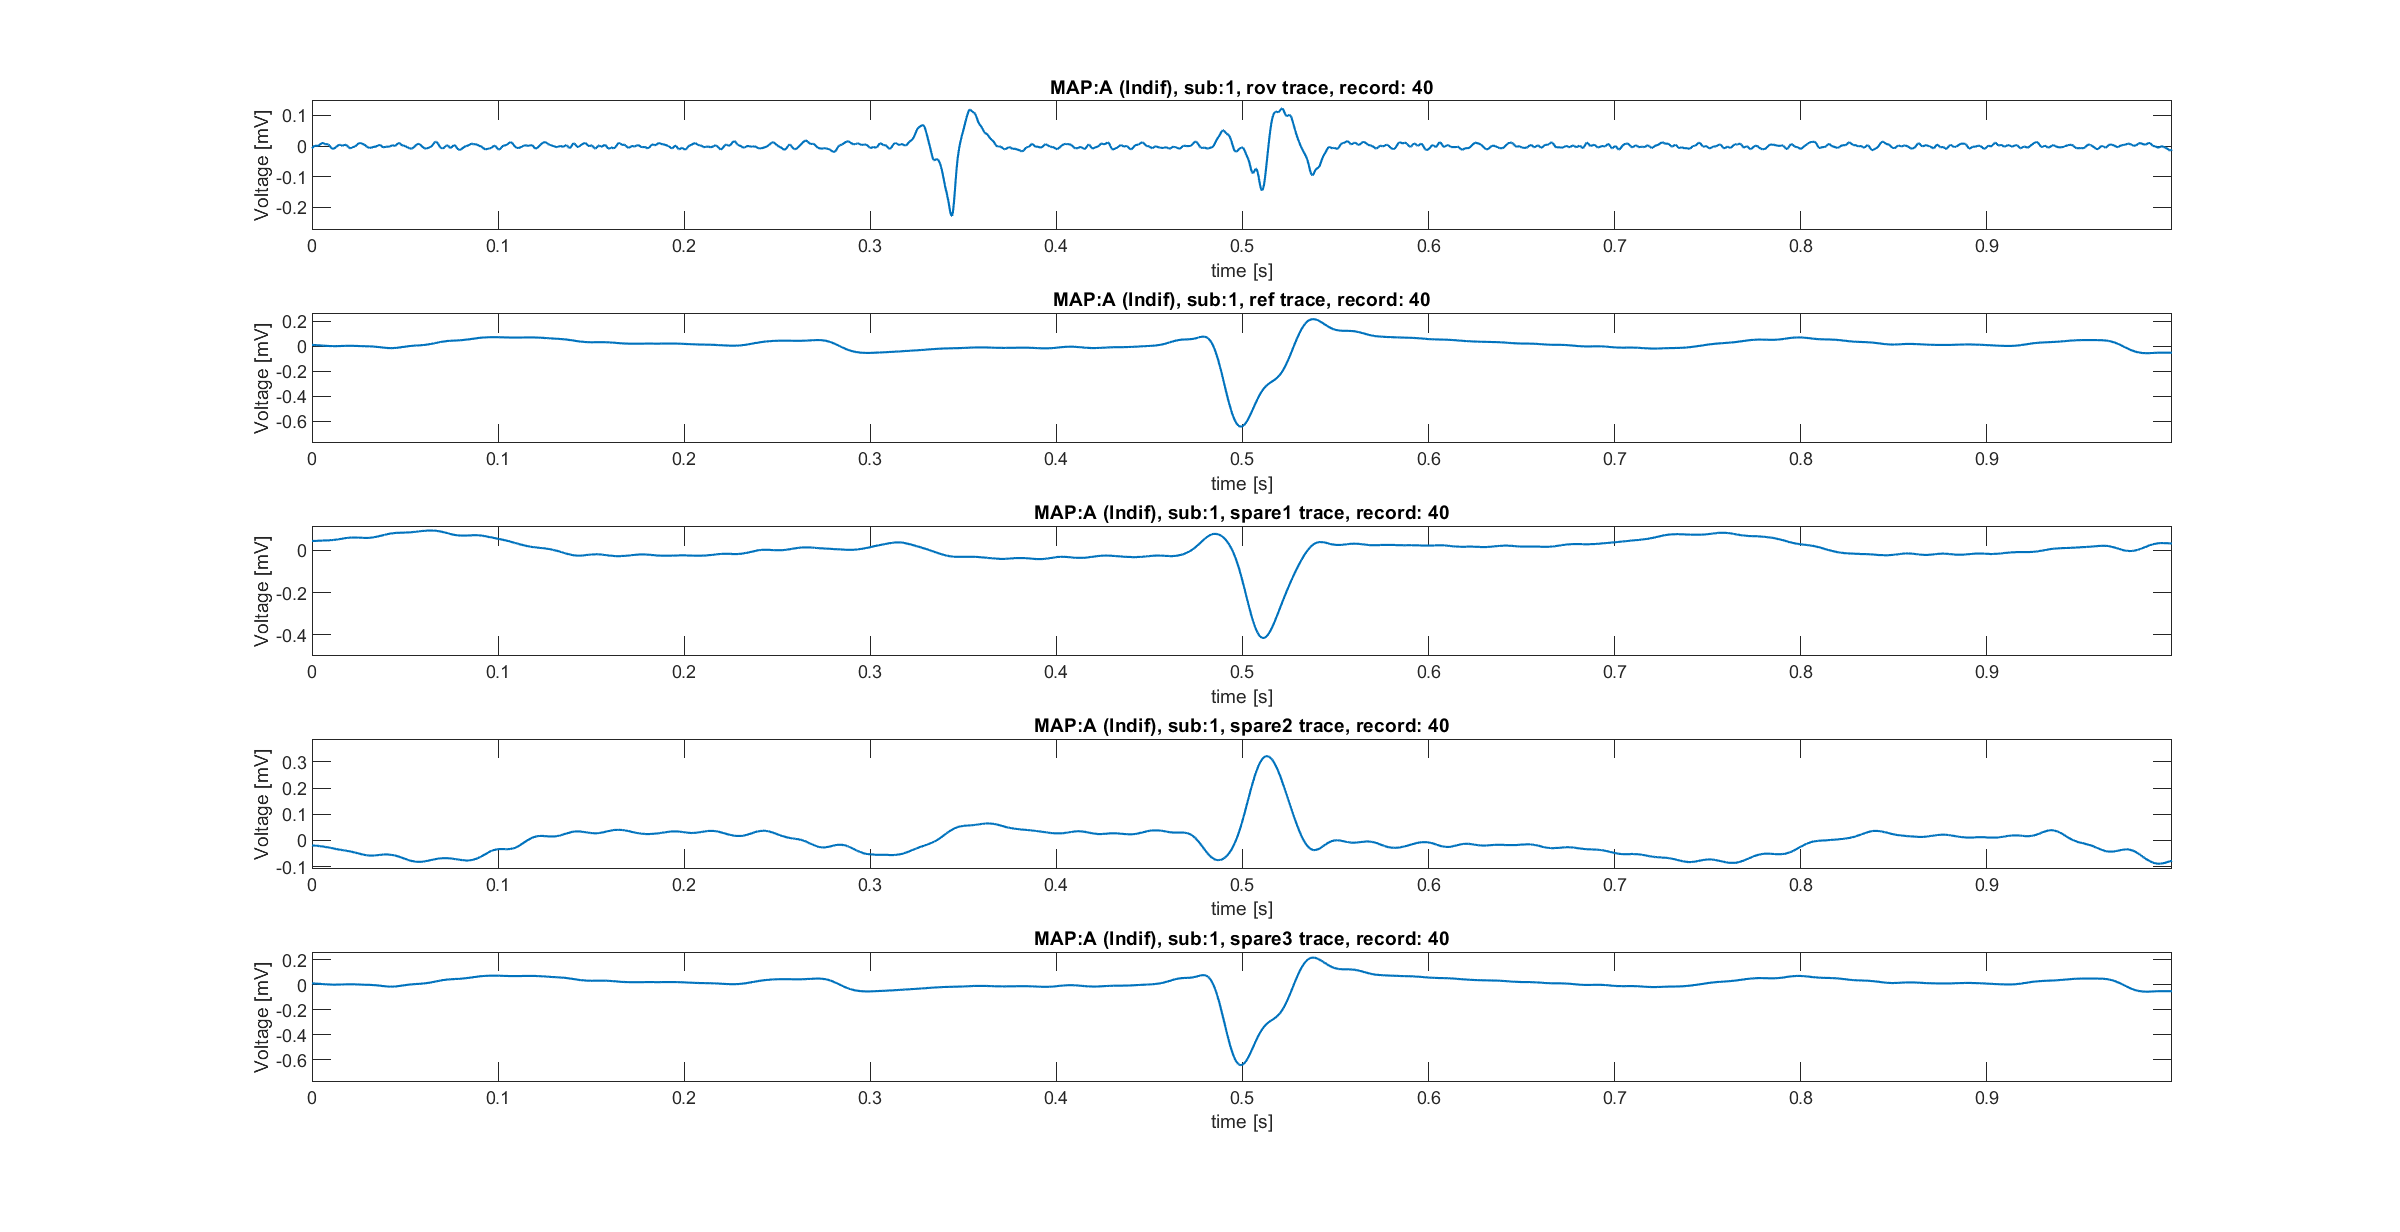 MAP:A (Indif), sub:1, rov trace, record: 40
Voltage [mV]
0.1
0
-0.1
-0.2
0 0.1 0.2 0.3 0.4 0.5 0.6 0.7 0.8 0.9
time [s]
MAP:A (Indif), sub:1, ref trace, record: 40
Voltage [mV]
0.2
0
-0.2
-0.4
-0.6
0 0.1 0.2 0.3 0.4 0.5 0.6 0.7 0.8 0.9
time [s]
MAP:A (Indif), sub:1, spare1 trace, record: 40
Voltage [mV]
0
-0.2
-0.4
0 0.1 0.2 0.3 0.4 0.5 0.6 0.7 0.8 0.9
time [s]
MAP:A (Indif), sub:1, spare2 trace, record: 40
Voltage [mV]
0.3
0.2
0.1
0
-0.1
0 0.1 0.2 0.3 0.4 0.5 0.6 0.7 0.8 0.9
time [s]
MAP:A (Indif), sub:1, spare3 trace, record: 40
Voltage [mV]
0.2
0
-0.2
-0.4
-0.6
0 0.1 0.2 0.3 0.4 0.5 0.6 0.7 0.8 0.9
time [s]